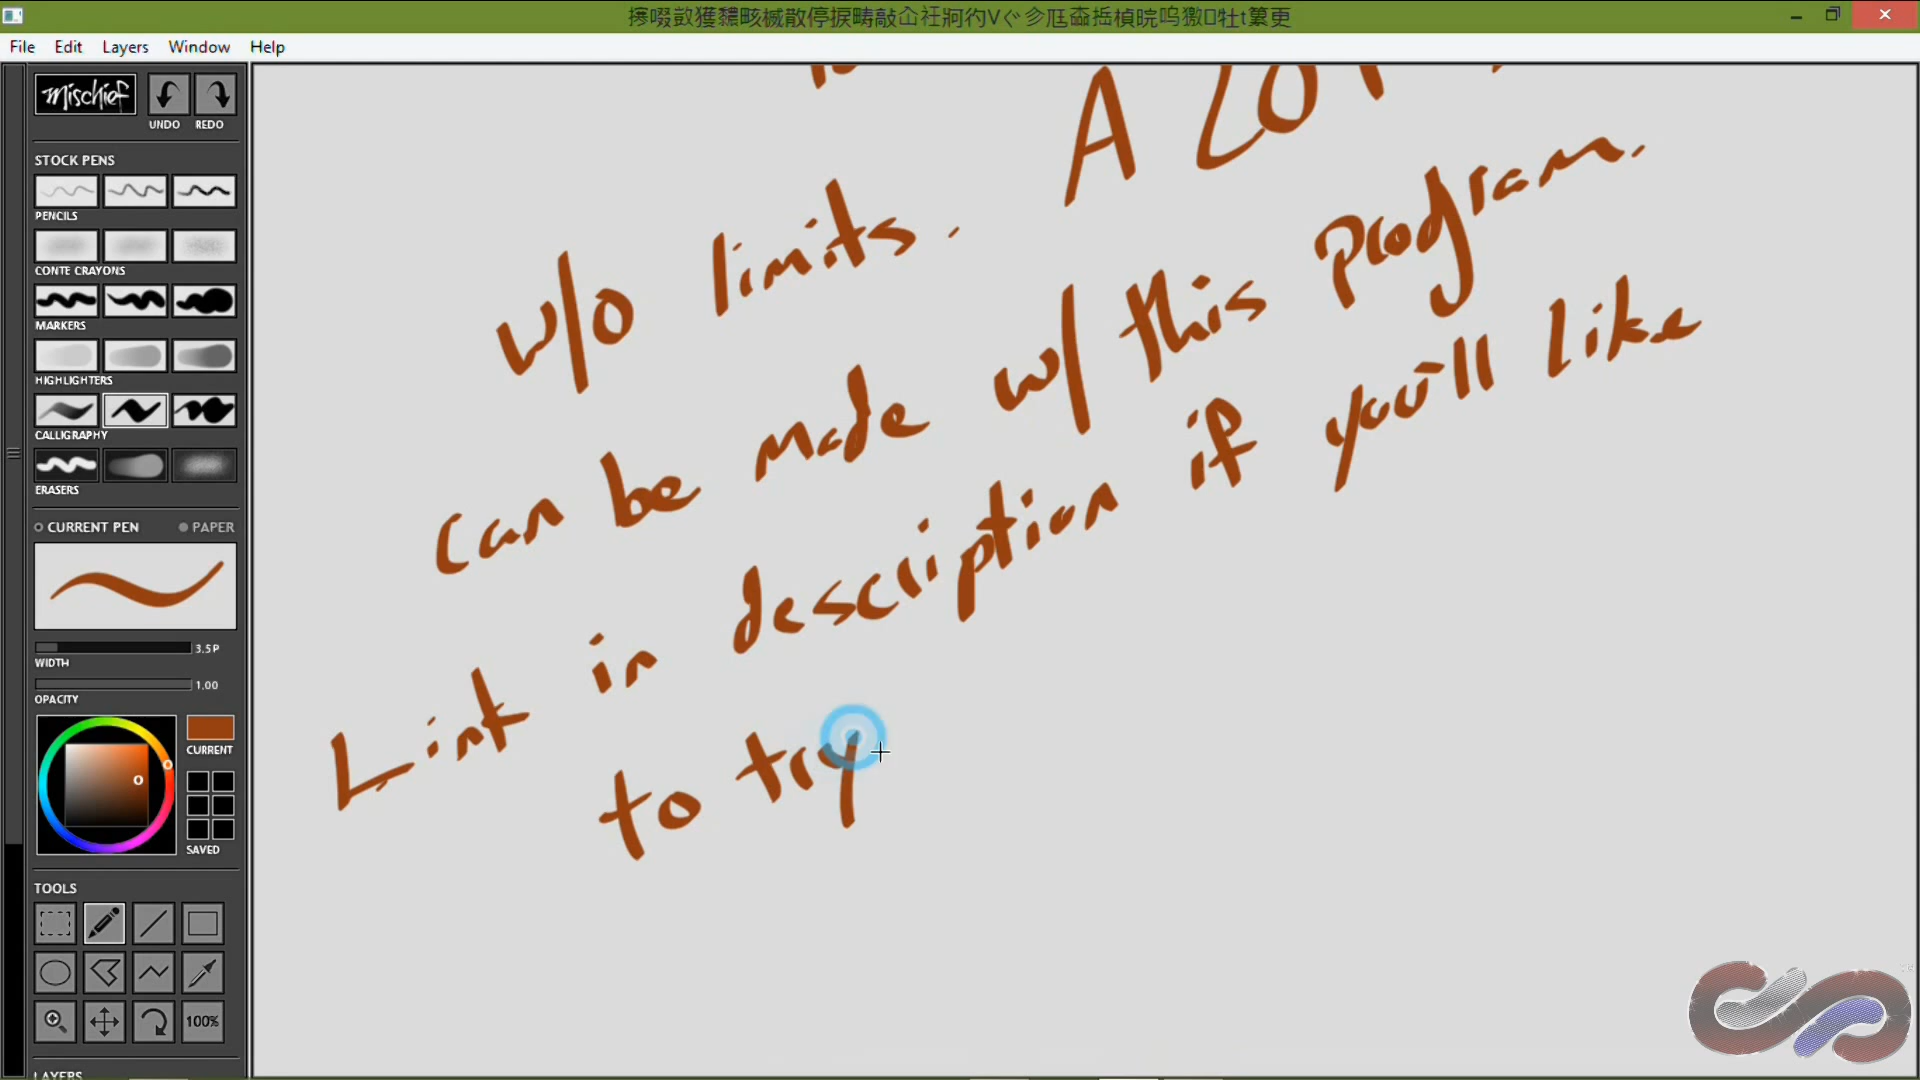 File Edit Layers Window Help
mischief
UNDO REDO
STOCK PENS
PENCILS
CONTE CRAYONS
MARKERS
HIGHLIGHTERS
CALLIGRAPHY
ERASERS
CURRENT PEN PAPER
3.5P
WIDTH
1.00
OPACITY
CURRENT
SAVED
TOOLS
100%
LAYERS
A LOT
w/o limits.
can be made w/ this program.
Link in description if you'll like
to try